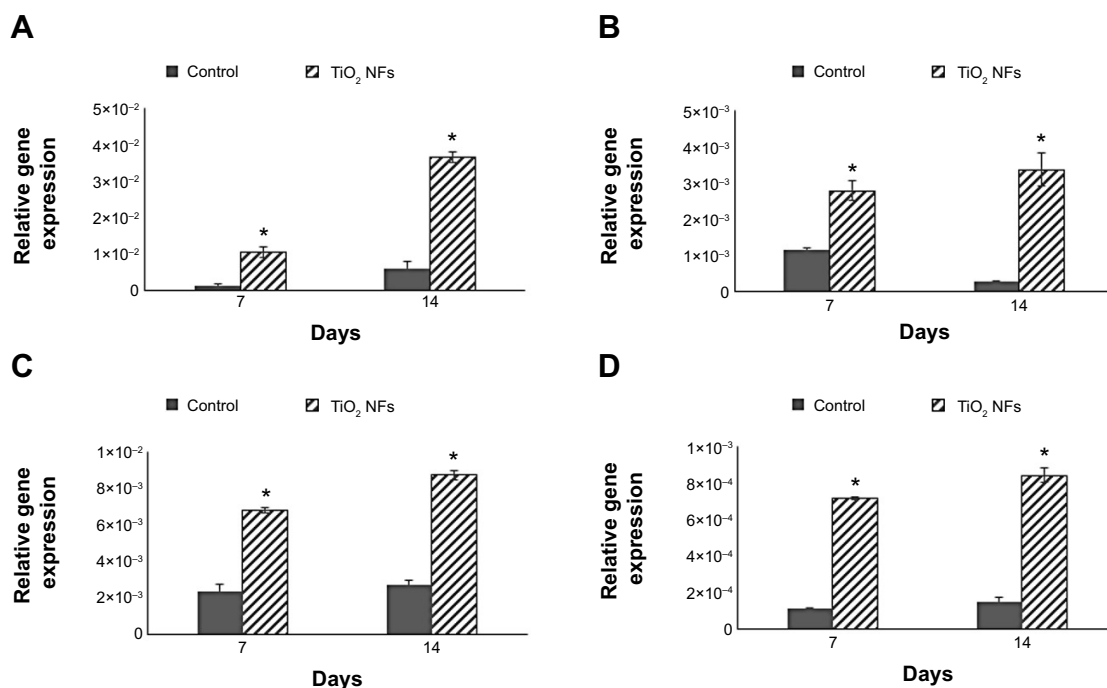 A
Control TiO₂ NFs
Relative gene
expression
5×10⁻²
4×10⁻²
3×10⁻²
2×10⁻²
1×10⁻²
0
*
*
7 14
Days
B
Control TiO₂ NFs
Relative gene
expression
5×10⁻³
4×10⁻³
3×10⁻³
2×10⁻³
1×10⁻³
0
*
*
7 14
Days
C
Control TiO₂ NFs
Relative gene
expression
1×10⁻²
8×10⁻³
6×10⁻³
4×10⁻³
2×10⁻³
0
*
*
7 14
Days
D
Control TiO₂ NFs
Relative gene
expression
1×10⁻³
8×10⁻⁴
6×10⁻⁴
4×10⁻⁴
2×10⁻⁴
0
*
*
7 14
Days